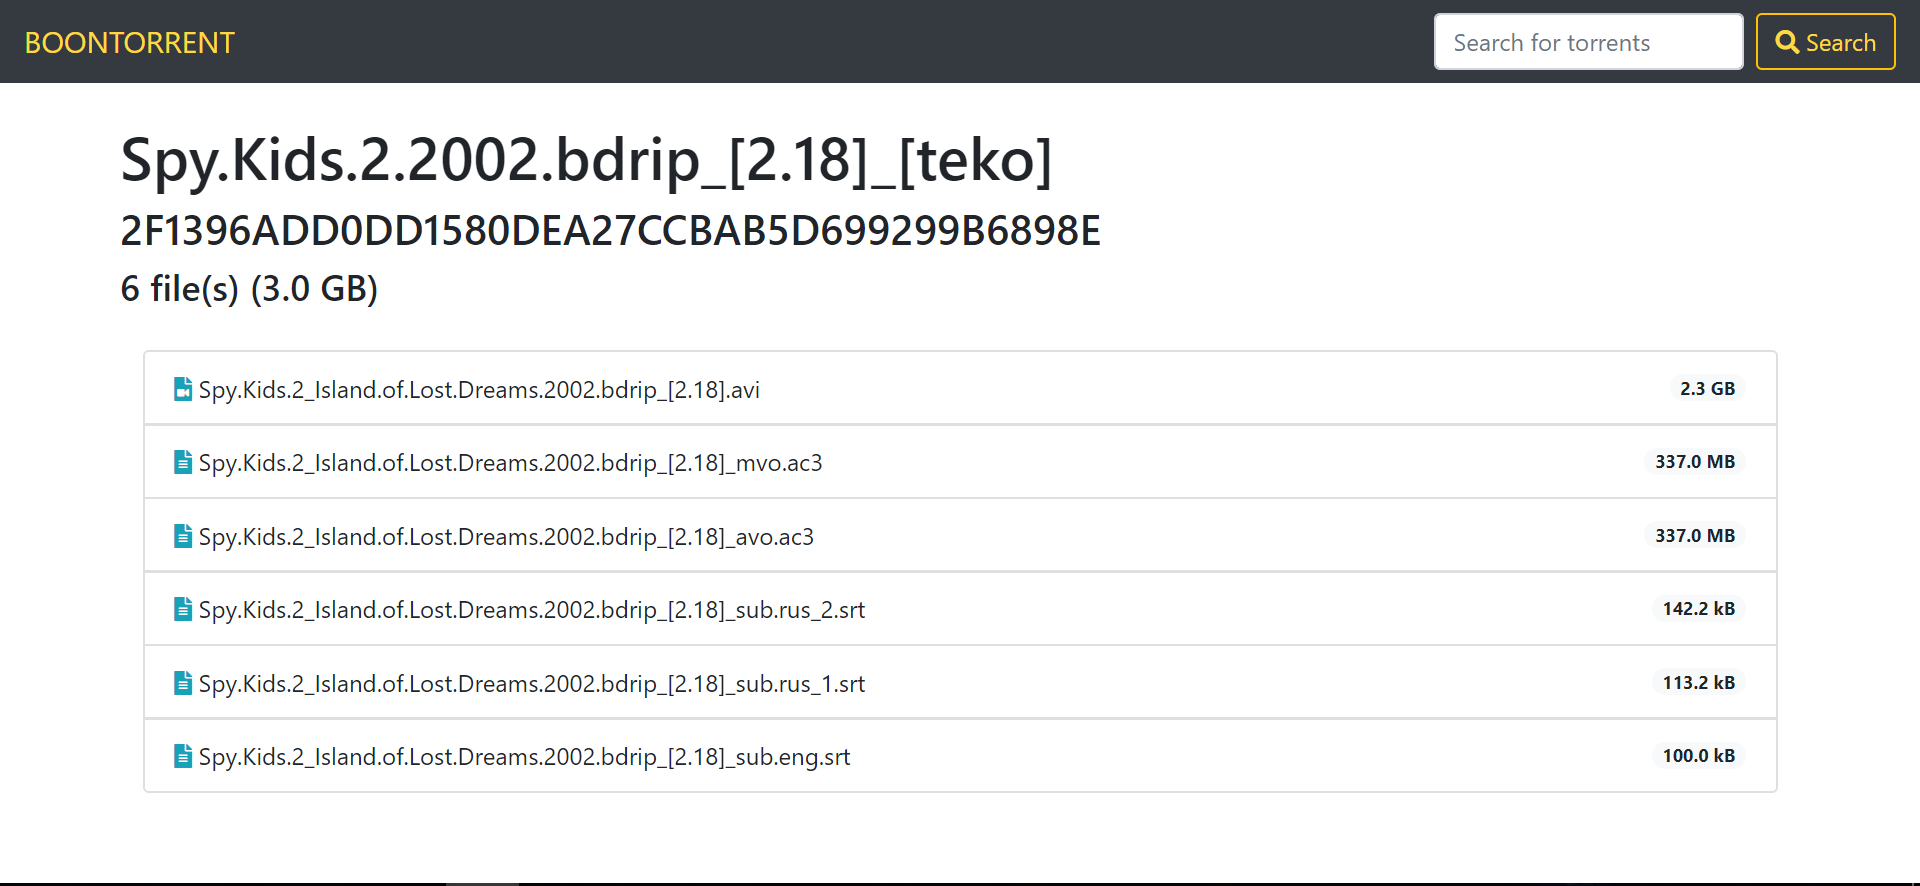 BOONTORRENT
Search for torrents
Search
Spy.Kids.2.2002.bdrip_[2.18]_[teko]
2F1396ADD0DD1580DEA27CCBAB5D699299B6898E
6 file(s) (3.0 GB)
Spy.Kids.2_Island.of.Lost.Dreams.2002.bdrip_[2.18].avi 2.3 GB
Spy.Kids.2_Island.of.Lost.Dreams.2002.bdrip_[2.18]_mvo.ac3 337.0 MB
Spy.Kids.2_Island.of.Lost.Dreams.2002.bdrip_[2.18]_avo.ac3 337.0 MB
Spy.Kids.2_Island.of.Lost.Dreams.2002.bdrip_[2.18]_sub.rus_2.srt 142.2 kB
Spy.Kids.2_Island.of.Lost.Dreams.2002.bdrip_[2.18]_sub.rus_1.srt 113.2 kB
Spy.Kids.2_Island.of.Lost.Dreams.2002.bdrip_[2.18]_sub.eng.srt 100.0 kB